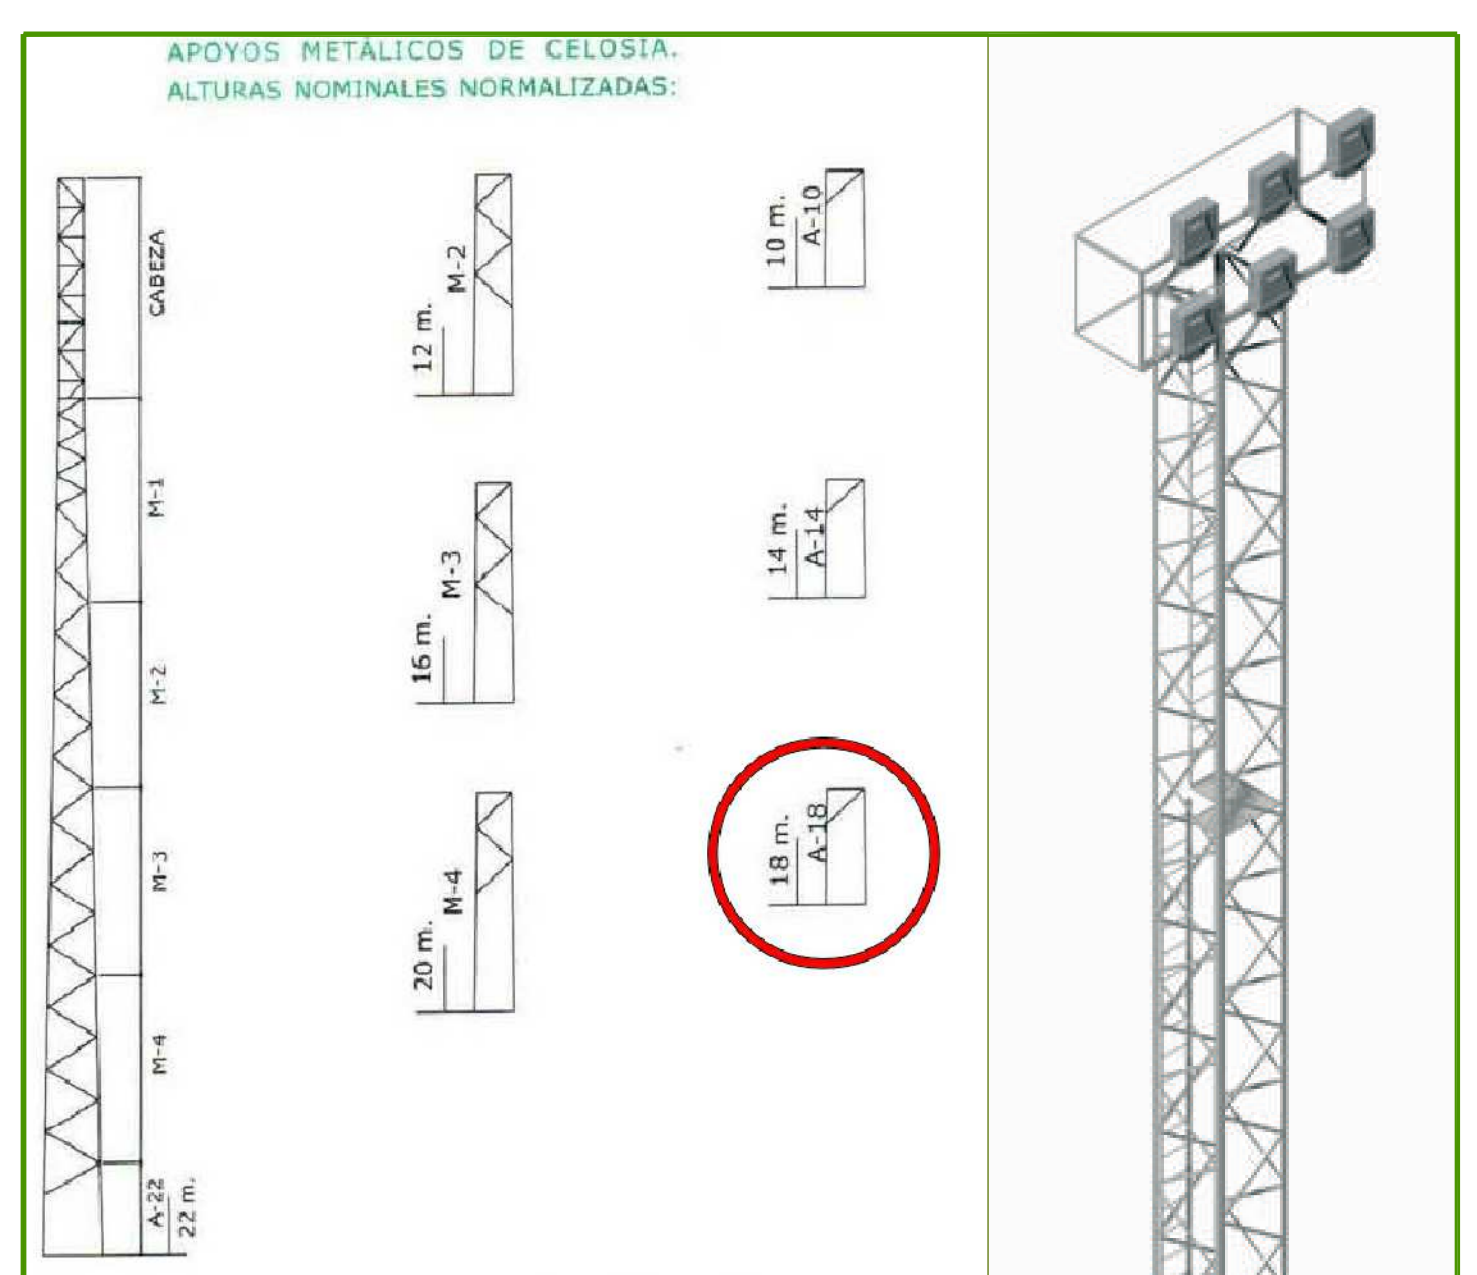 APOYOS METÁLICOS DE CELOSIA.
ALTURAS NOMINALES NORMALIZADAS:
CABEZA
M-1
M-2
M-3
M-4
A-22
22 m.
12 m.
M-2
16 m.
M-3
20 m.
M-4
10 m.
A-10
14 m.
A-14
18 m.
A-18